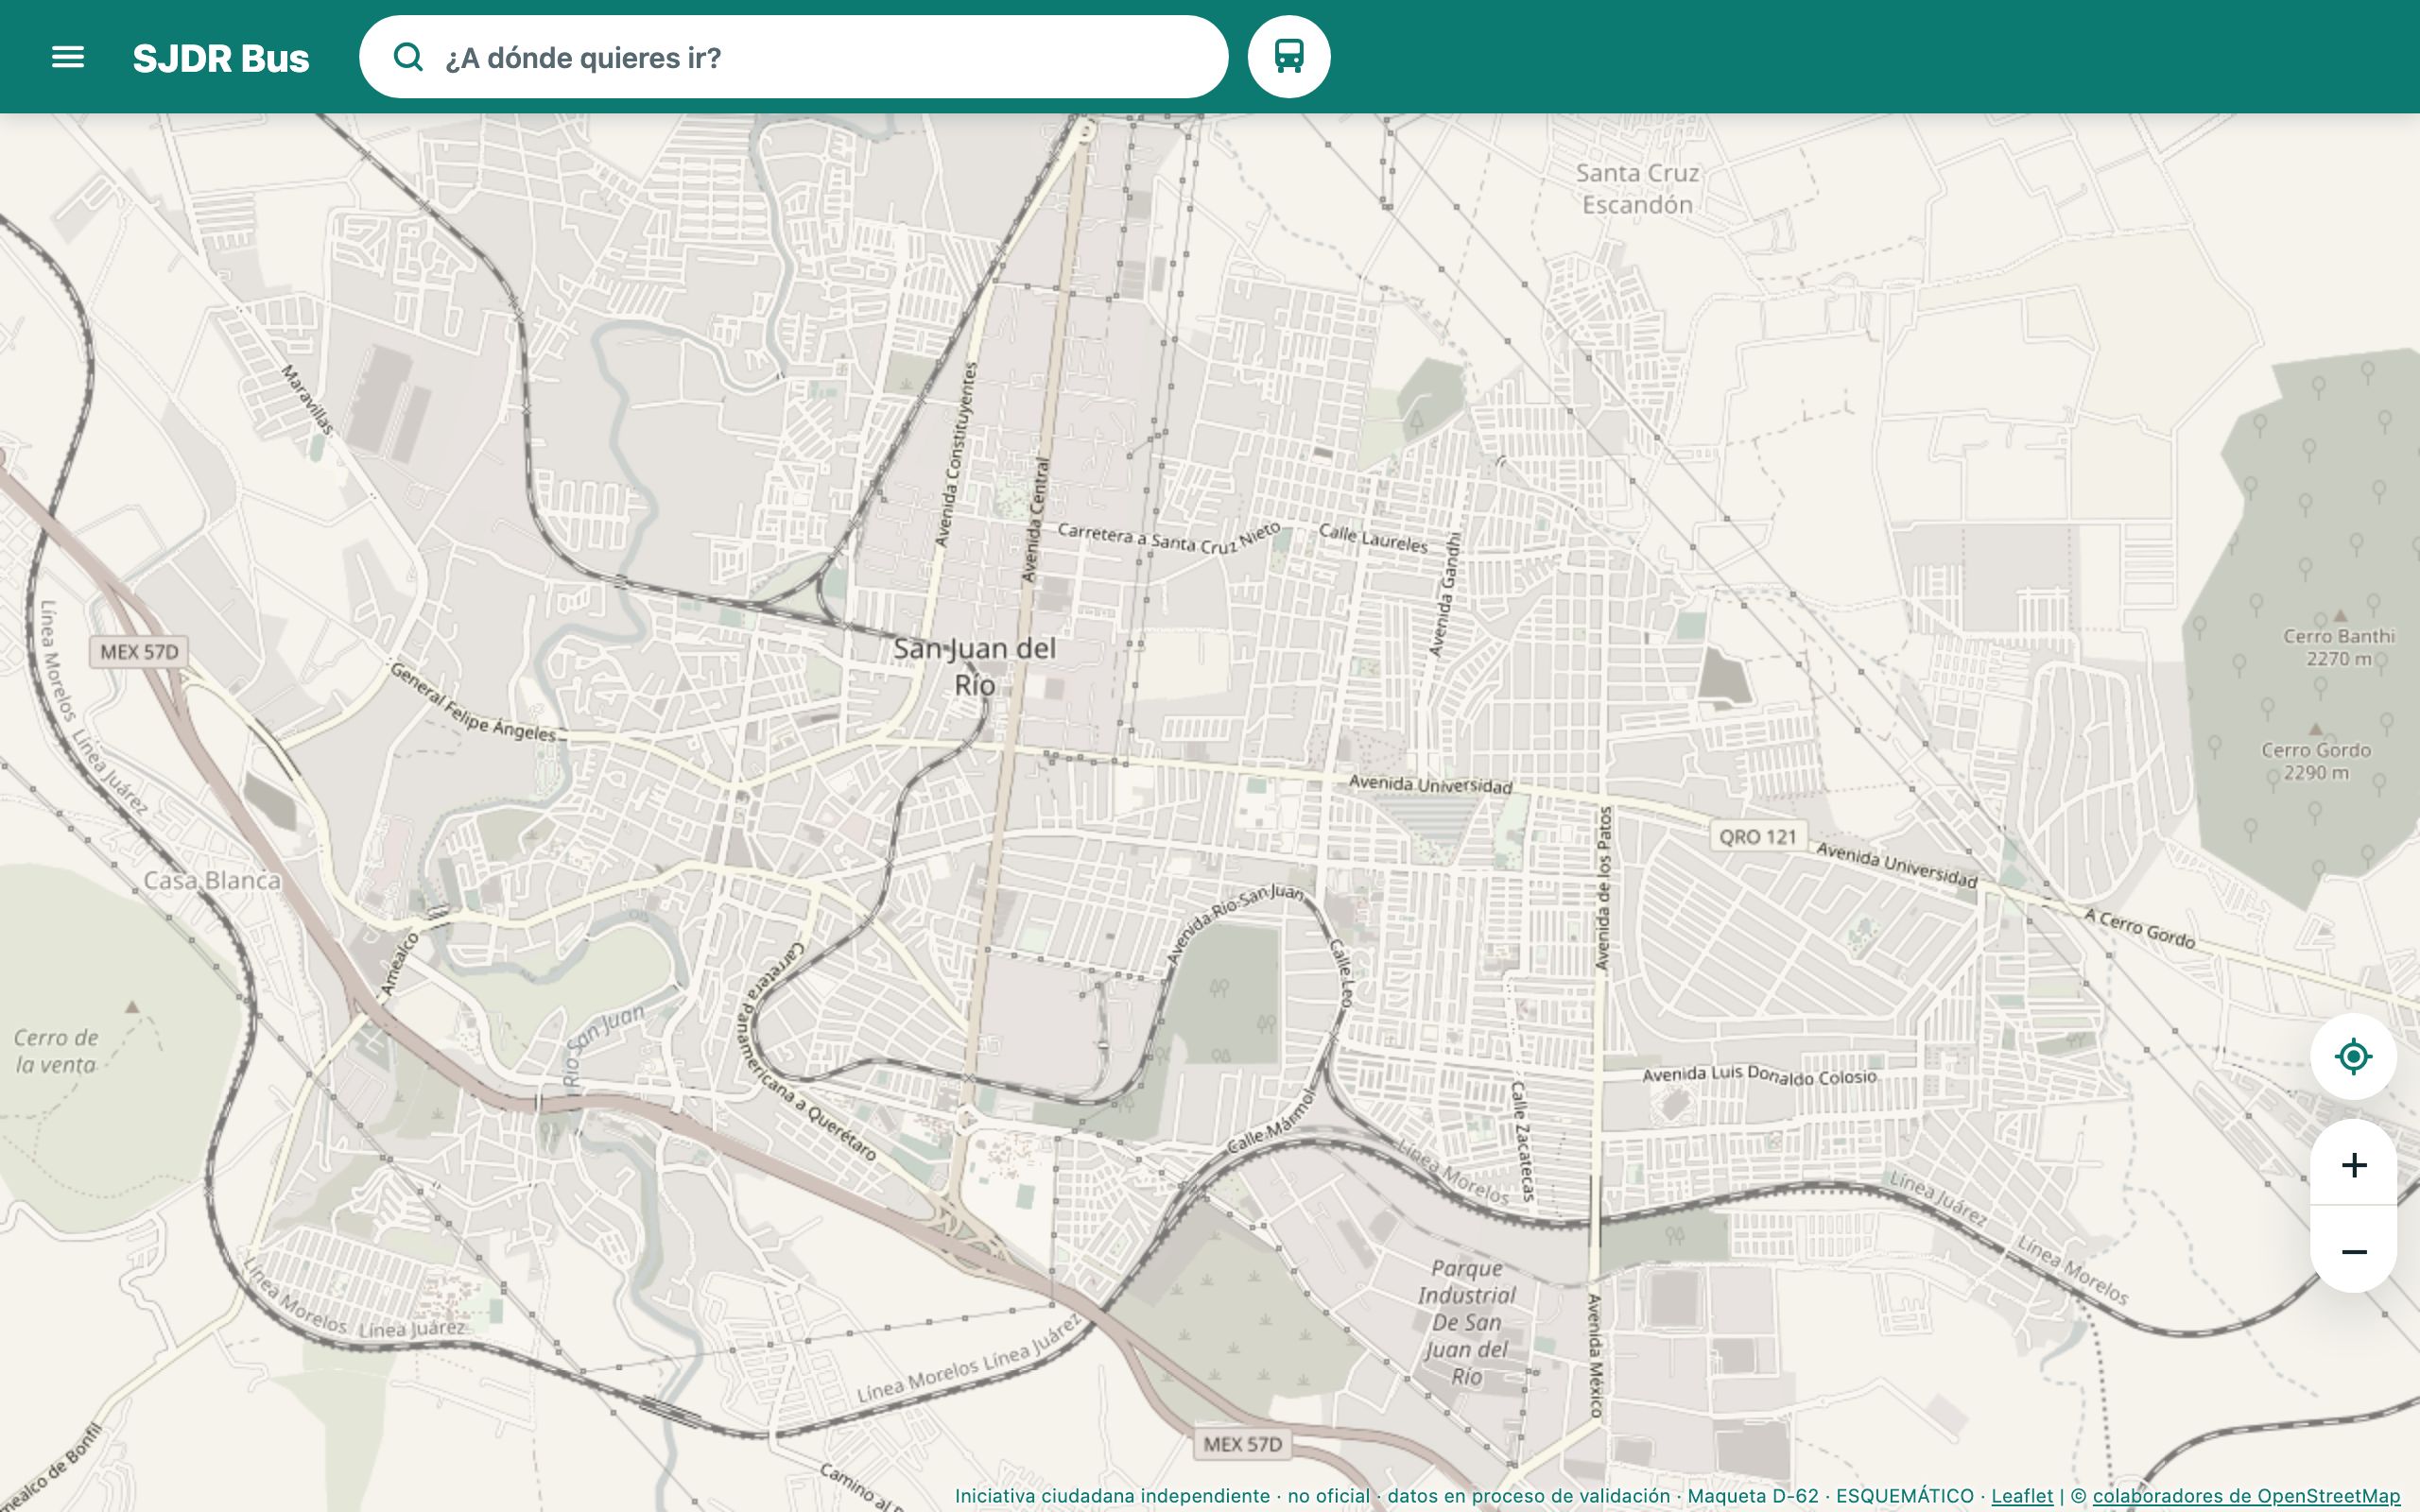 SJDR Bus
¿A dónde quieres ir?
Santa Cruz
Escandón
Maravillas
Avenida Constituyentes
Avenida Central
Carretera a Santa Cruz Nieto
Calle Laureles
Avenida Gandhi
Línea Morelos
Línea Juárez
MEX 57D
General Felipe Ángeles
San Juan del
Río
Cerro Banthi
2270 m
Cerro Gordo
2290 m
Avenida Universidad
QRO 121
Avenida Universidad
Avenida de los Patos
A Cerro Gordo
Casa Blanca
Amealco
Avenida Río San Juan
Calle Leo
Carretera Panamericana a Querétaro
Río San Juan
Cerro de
la venta
Avenida Luis Donaldo Colosio
Calle Mármol
Calle Zacatecas
Línea Morelos
Línea Juárez
Línea Morelos
Parque
Industrial
De San
Juan del
Río
Avenida México
Línea Morelos
Línea Juárez
Línea Morelos Línea Juárez
MEX 57D
mealco de Bonfil
Camino al
Iniciativa ciudadana independiente · no oficial · datos en proceso de validación · Maqueta D-62 · ESQUEMÁTICO · Leaflet | © colaboradores de OpenStreetMap